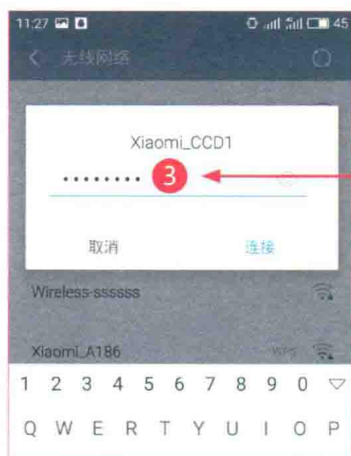 11:27 45
无线网络
Xiaomi_CCD1
•••••••• 3
取消 连接
Wireless-ssssss
Xiaomi_A186 WPS
1 2 3 4 5 6 7 8 9 0
Q W E R T Y U I O P